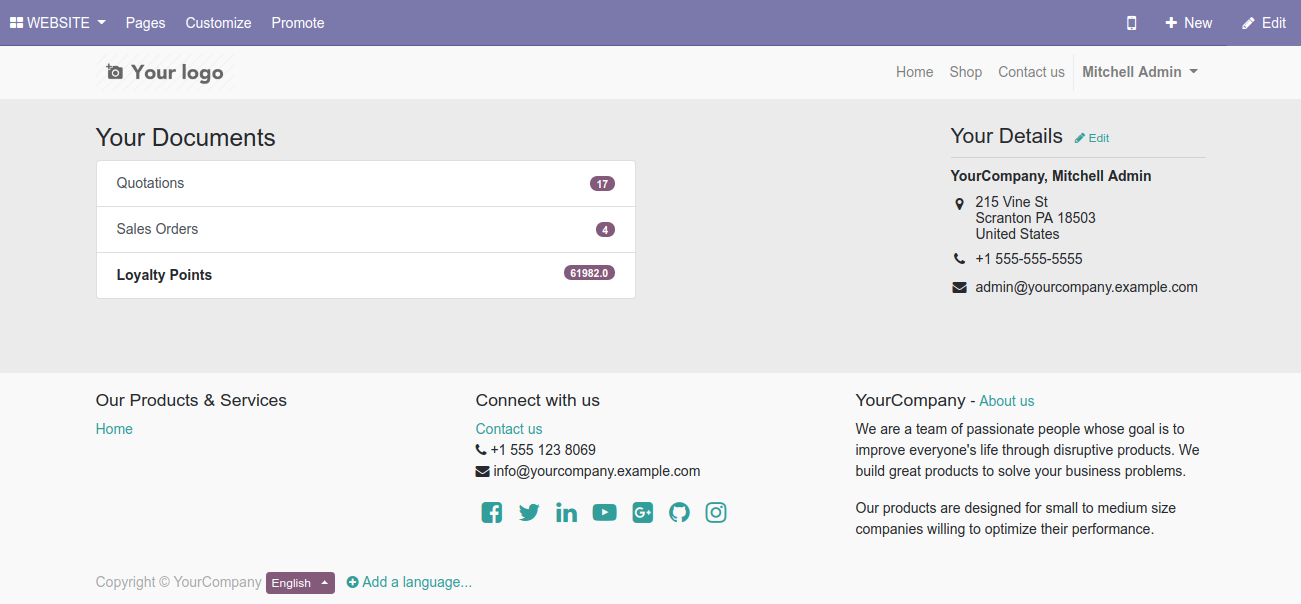 WEBSITE Pages Customize Promote New Edit
Your logo Home Shop Contact us Mitchell Admin
Your Documents
Quotations 17
Sales Orders 4
Loyalty Points 61982.0
Your Details Edit
YourCompany, Mitchell Admin
215 Vine St
Scranton PA 18503
United States
+1 555-555-5555
admin@yourcompany.example.com
Our Products & Services
Home
Connect with us
Contact us
+1 555 123 8069
info@yourcompany.example.com
YourCompany - About us
We are a team of passionate people whose goal is to
improve everyone's life through disruptive products. We
build great products to solve your business problems.
Our products are designed for small to medium size
companies willing to optimize their performance.
Copyright © YourCompany English Add a language...